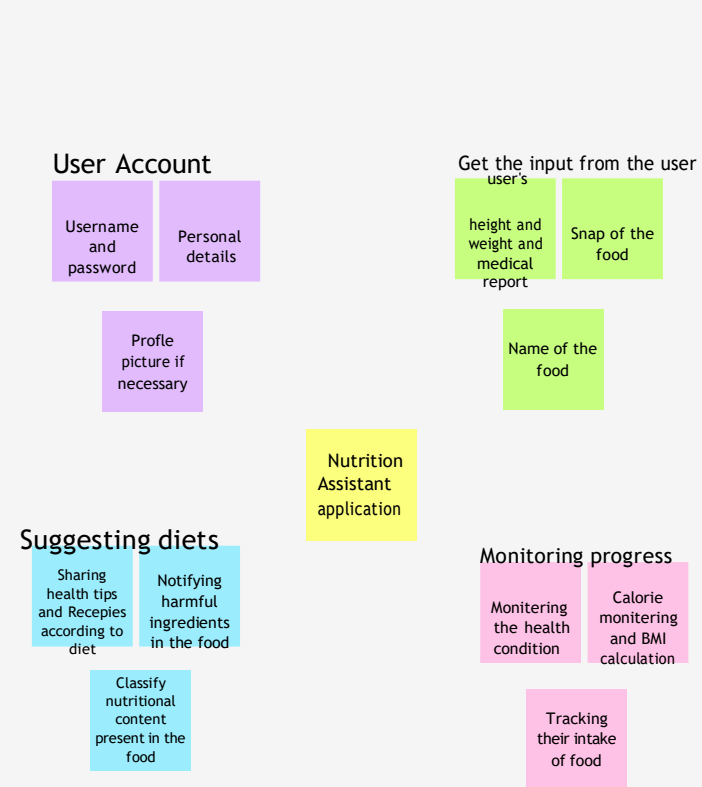 User Account
Username
and
password
Personal
details
Profle
picture if
necessary
Get the input from the user
user's
height and
weight and
medical
report
Snap of the
food
Name of the
food
Nutrition
Assistant
application
Suggesting diets
Sharing
health tips
and Recepies
according to
diet
Notifying
harmful
ingredients
in the food
Classify
nutritional
content
present in the
food
Monitoring progress
Monitering
the health
condition
Calorie
monitering
and BMI
calculation
Tracking
their intake
of food